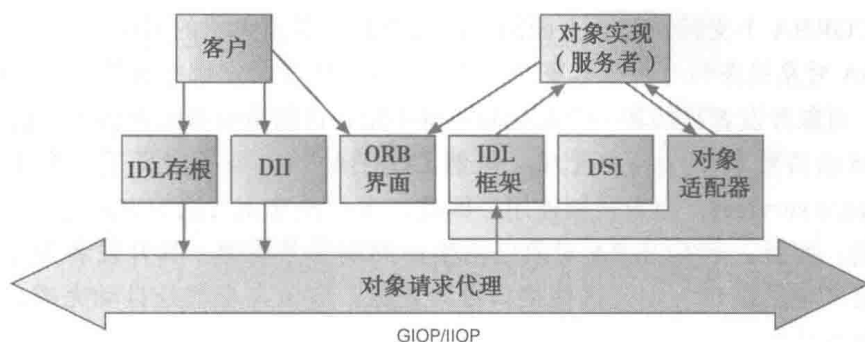 客户
对象实现
(服务者)
IDL存根
DII
ORB
界面
IDL
框架
DSI
对象
适配器
对象请求代理
GIOP/IIOP